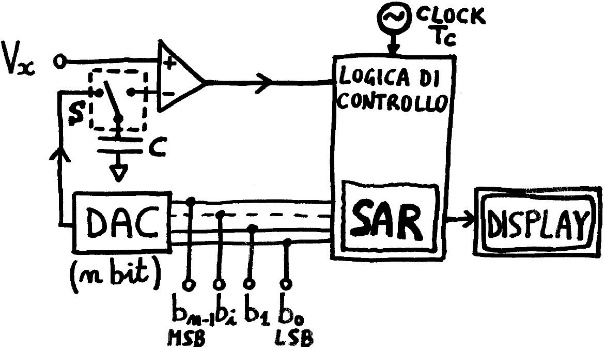 CLOCK
Tc
Vx
+
-
LOGICA DI
CONTROLLO
S
C
DAC
(n bit)
SAR
DISPLAY
bn-1 bi b1 b0
MSB LSB